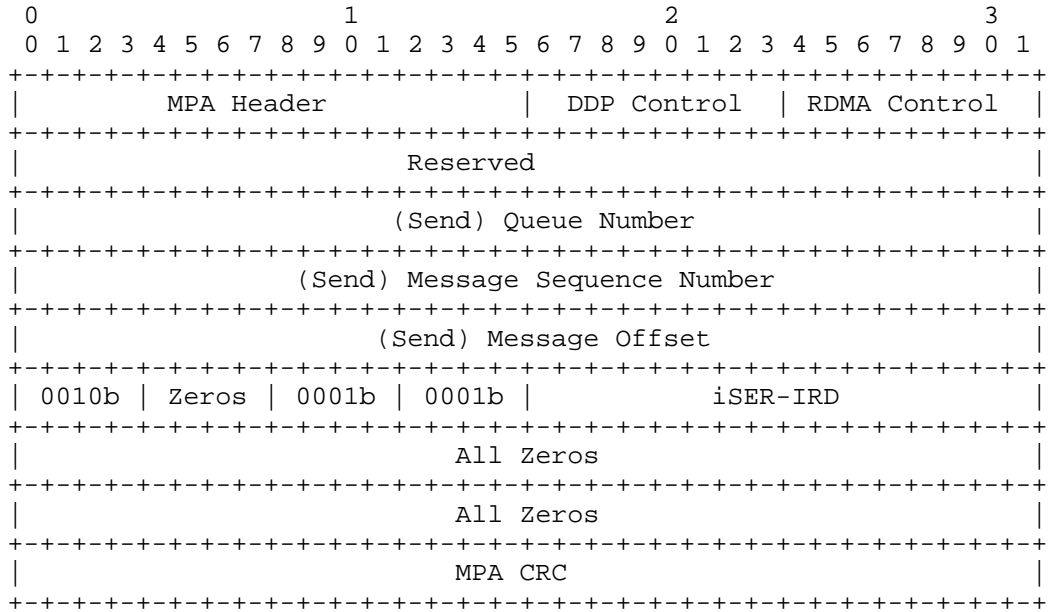 0                   1                   2                   3
 0 1 2 3 4 5 6 7 8 9 0 1 2 3 4 5 6 7 8 9 0 1 2 3 4 5 6 7 8 9 0 1
+-+-+-+-+-+-+-+-+-+-+-+-+-+-+-+-+-+-+-+-+-+-+-+-+-+-+-+-+-+-+-+-+
|         MPA Header            |  DDP Control  | RDMA Control  |
+-+-+-+-+-+-+-+-+-+-+-+-+-+-+-+-+-+-+-+-+-+-+-+-+-+-+-+-+-+-+-+-+
|                        Reserved                               |
+-+-+-+-+-+-+-+-+-+-+-+-+-+-+-+-+-+-+-+-+-+-+-+-+-+-+-+-+-+-+-+-+
|                       (Send) Queue Number                     |
+-+-+-+-+-+-+-+-+-+-+-+-+-+-+-+-+-+-+-+-+-+-+-+-+-+-+-+-+-+-+-+-+
|                 (Send) Message Sequence Number                |
+-+-+-+-+-+-+-+-+-+-+-+-+-+-+-+-+-+-+-+-+-+-+-+-+-+-+-+-+-+-+-+-+
|                      (Send) Message Offset                    |
+-+-+-+-+-+-+-+-+-+-+-+-+-+-+-+-+-+-+-+-+-+-+-+-+-+-+-+-+-+-+-+-+
| 0010b | Zeros | 0001b | 0001b |           iSER-IRD            |
+-+-+-+-+-+-+-+-+-+-+-+-+-+-+-+-+-+-+-+-+-+-+-+-+-+-+-+-+-+-+-+-+
|                           All Zeros                           |
+-+-+-+-+-+-+-+-+-+-+-+-+-+-+-+-+-+-+-+-+-+-+-+-+-+-+-+-+-+-+-+-+
|                           All Zeros                           |
+-+-+-+-+-+-+-+-+-+-+-+-+-+-+-+-+-+-+-+-+-+-+-+-+-+-+-+-+-+-+-+-+
|                           MPA CRC                             |
+-+-+-+-+-+-+-+-+-+-+-+-+-+-+-+-+-+-+-+-+-+-+-+-+-+-+-+-+-+-+-+-+